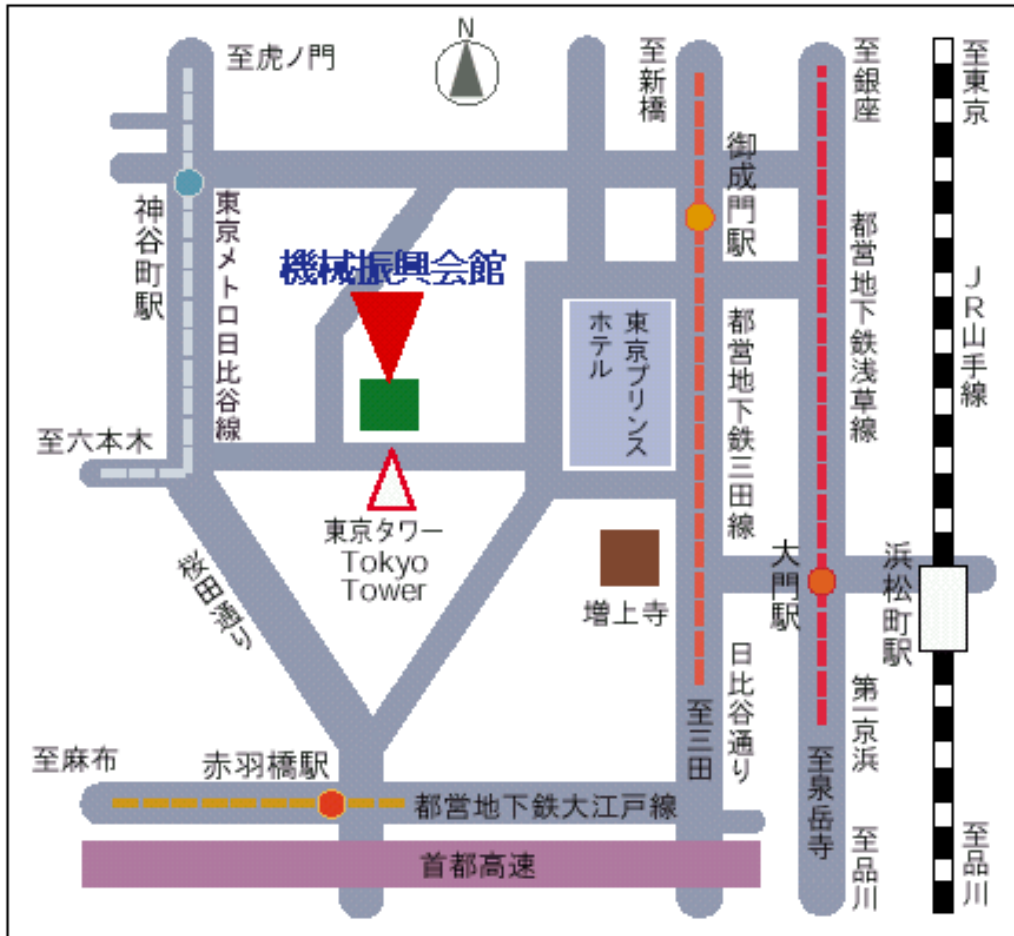 N
至虎ノ門
至新橋
至銀座
至東京
御成門駅
神谷町駅
東京メトロ日比谷線
機械振興会館
都営地下鉄浅草線
JR山手線
東京プリンス
ホテル
都営地下鉄三田線
至六本木
東京タワー
Tokyo
Tower
桜田通り
増上寺
大門駅
浜松町駅
日比谷通り
至三田
第一京浜
至泉岳寺
至麻布
赤羽橋駅
都営地下鉄大江戸線
首都高速
至品川
至品川